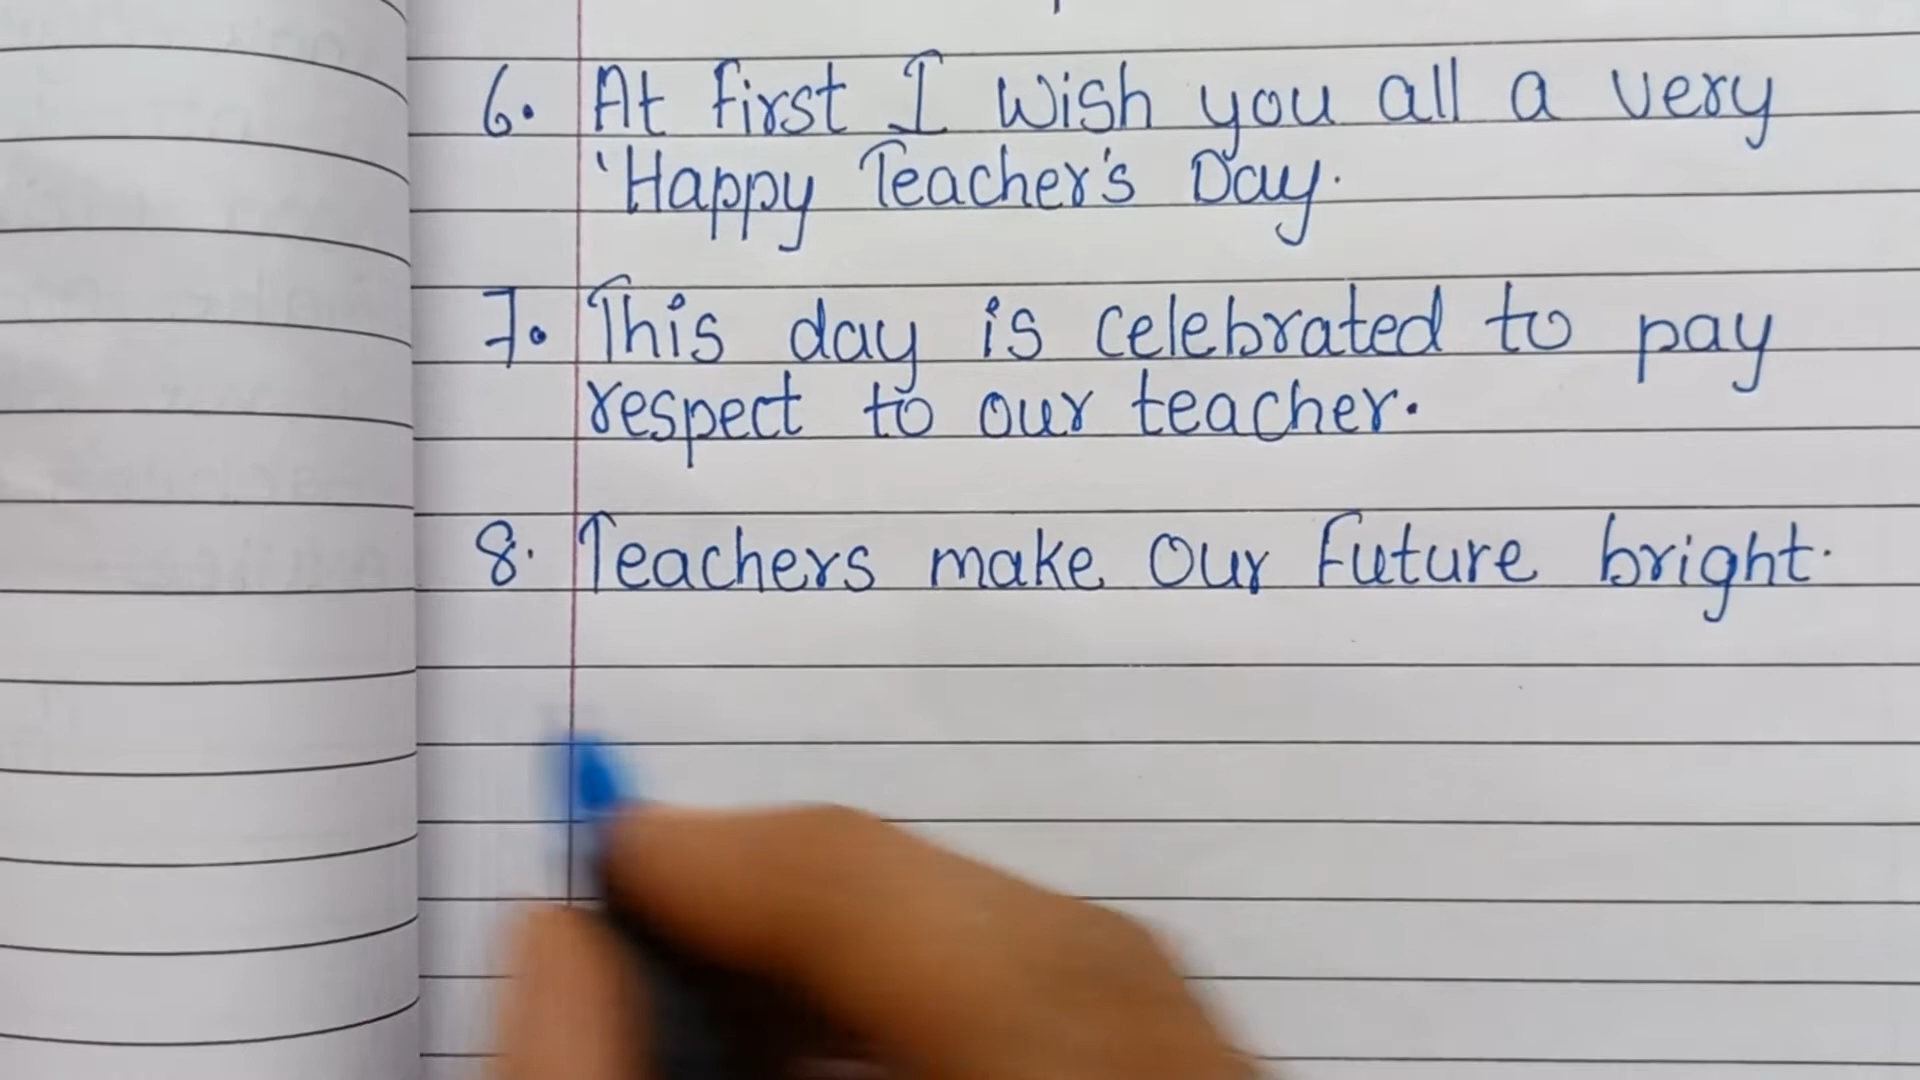 6. At first I wish you all a very
'Happy Teacher's Day.
7. This day is celebrated to pay
respect to our teacher.
8. Teachers make our future bright.